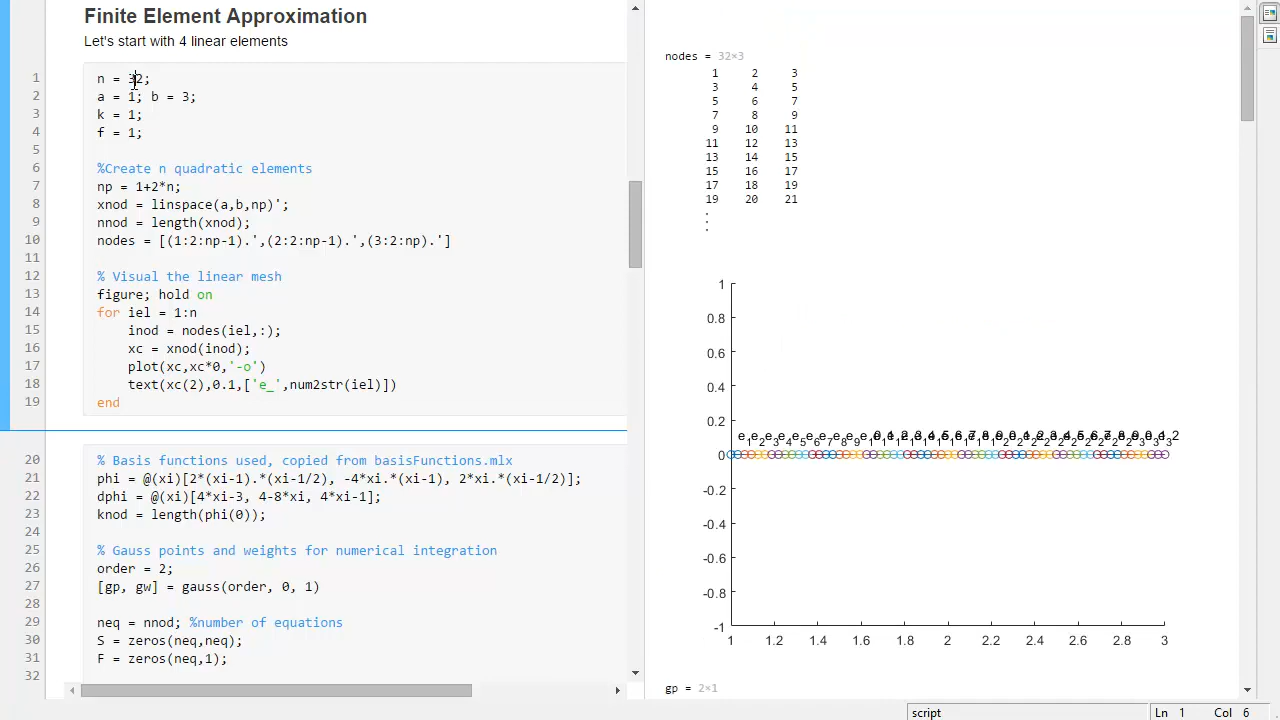 Finite Element Approximation
Let's start with 4 linear elements
1 n = 32;
2 a = 1; b = 3;
3 k = 1;
4 f = 1;
5
6 %Create n quadratic elements
7 np = 1+2*n;
8 xnod = linspace(a,b,np)';
9 nnod = length(xnod);
10 nodes = [(1:2:np-1).',(2:2:np-1).',(3:2:np).']
11
12 % Visual the linear mesh
13 figure; hold on
14 for iel = 1:n
15 inod = nodes(iel,:);
16 xc = xnod(inod);
17 plot(xc,xc*0,'-o')
18 text(xc(2),0.1,['e_',num2str(iel)])
19 end
20 % Basis functions used, copied from basisFunctions.mlx
21 phi = @(xi)[2*(xi-1).*(xi-1/2), -4*xi.*(xi-1), 2*xi.*(xi-1/2)];
22 dphi = @(xi)[4*xi-3, 4-8*xi, 4*xi-1];
23 knod = length(phi(0));
24
25 % Gauss points and weights for numerical integration
26 order = 2;
27 [gp, gw] = gauss(order, 0, 1)
28
29 neq = nnod; %number of equations
30 S = zeros(neq,neq);
31 F = zeros(neq,1);
32
nodes = 32×3
1 2 3
3 4 5
5 6 7
7 8 9
9 10 11
11 12 13
13 14 15
15 16 17
17 18 19
19 20 21
1
0.8
0.6
0.4
0.2
0
-0.2
-0.4
-0.6
-0.8
-1
e1 e2 e3 e4 e5 e6 e7 e8 e9
1 1.2 1.4 1.6 1.8 2 2.2 2.4 2.6 2.8 3
gp = 2×1
script Ln 1 Col 6